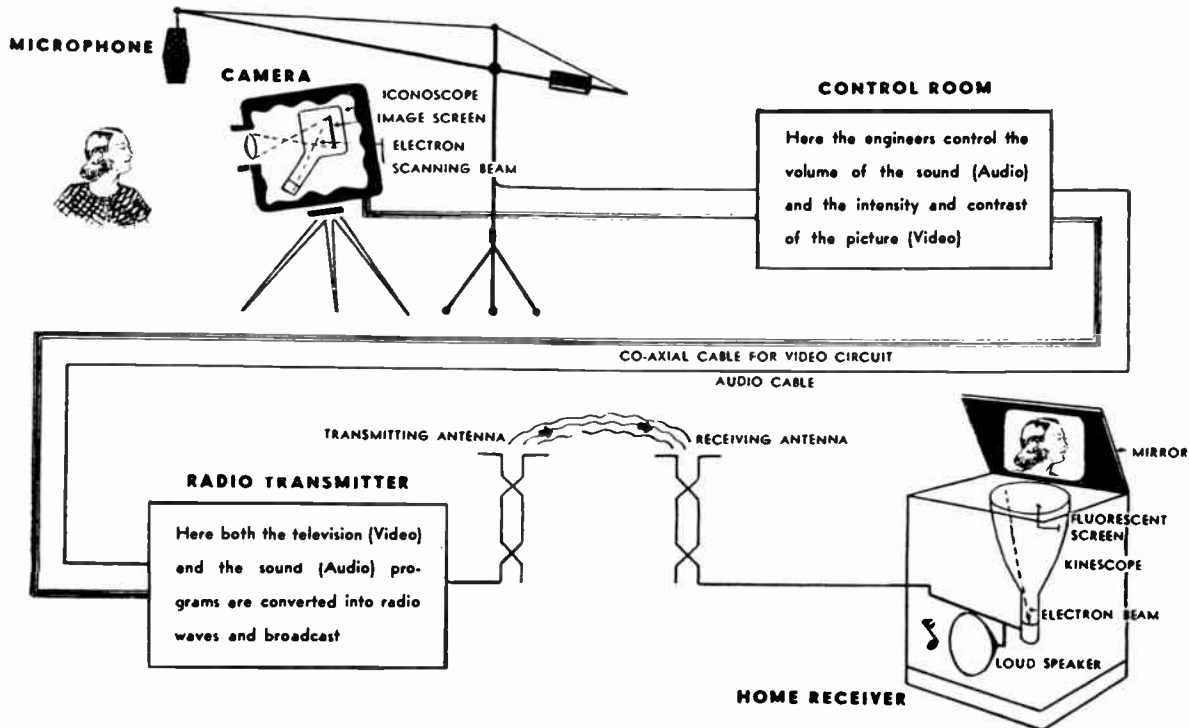 MICROPHONE
CAMERA
ICONOSCOPE
IMAGE SCREEN
ELECTRON
SCANNING BEAM
CONTROL ROOM
Here the engineers control the
volume of the sound (Audio)
and the intensity and contrast
of the picture (Video)
CO-AXIAL CABLE FOR VIDEO CIRCUIT
AUDIO CABLE
TRANSMITTING ANTENNA
RECEIVING ANTENNA
MIRROR
RADIO TRANSMITTER
Here both the television (Video)
and the sound (Audio) pro-
grams are converted into radio
waves and broadcast
FLUORESCENT
SCREEN
KINESCOPE
ELECTRON BEAM
LOUD SPEAKER
HOME RECEIVER